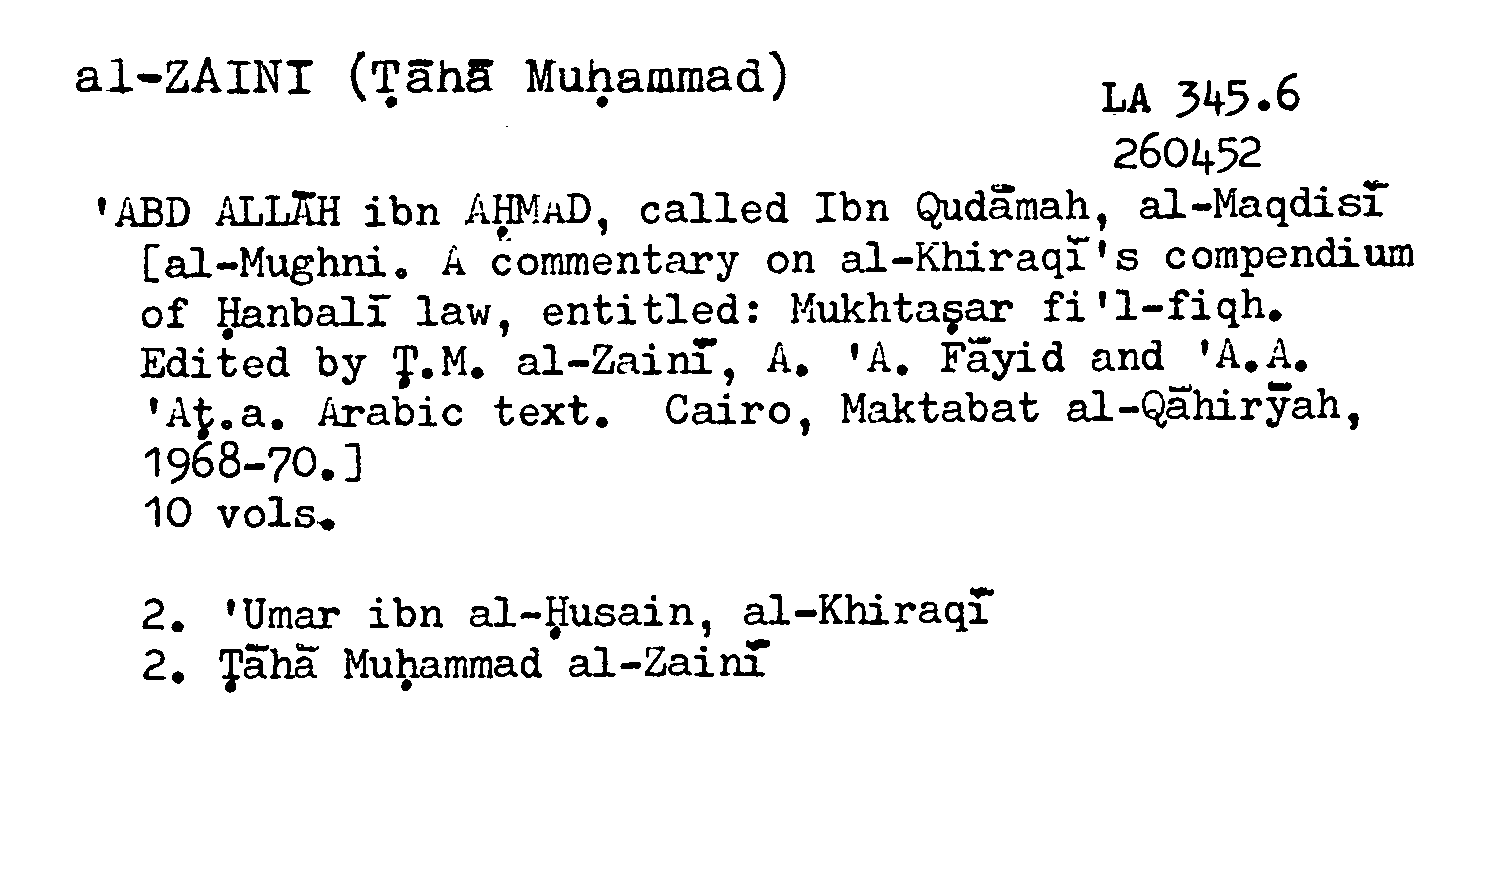 al-ZAINI (Ṭāhā Muḥammad)
LA 345.6
260452
'ABD ALLĀH ibn AḤMAD, called Ibn Qudāmah, al-Maqdisī
[al-Mughni. A commentary on al-Khiraqī's compendium
of Ḥanbalī law, entitled: Mukhtaṣar fi'l-fiqh.
Edited by Ṭ.M. al-Zainī, A. 'A. Fāyid and 'A.A.
'Aṭ.a. Arabic text. Cairo, Maktabat al-Qāhirȳah,
1968-70.]
10 vols.
2. 'Umar ibn al-Ḥusain, al-Khiraqī
2. Ṭāhā Muḥammad al-Zainī